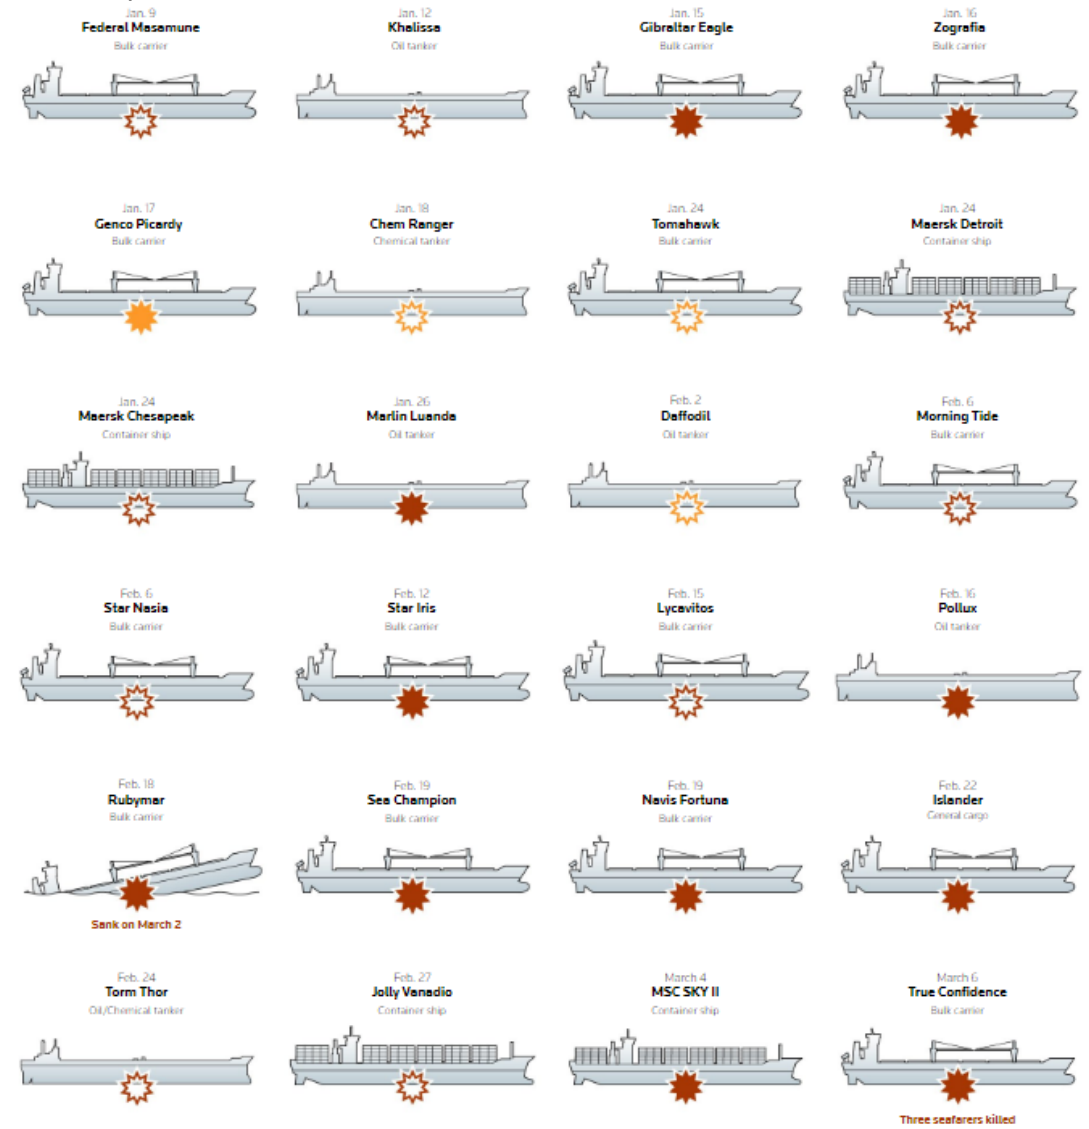 Jan. 9
Federal Masamune
Bulk carrier
Jan. 12
Khalissa
Oil tanker
Jan. 15
Gibraltar Eagle
Bulk carrier
Jan. 16
Zografia
Bulk carrier
Jan. 17
Genco Picardy
Bulk carrier
Jan. 18
Chem Ranger
Chemical tanker
Jan. 24
Tomahawk
Bulk carrier
Jan. 24
Maersk Detroit
Container ship
Jan. 24
Maersk Chesapeak
Container ship
Jan. 26
Marlin Luanda
Oil tanker
Feb. 2
Daffodil
Oil tanker
Feb. 6
Morning Tide
Bulk carrier
Feb. 6
Star Nasia
Bulk carrier
Feb. 12
Star Iris
Bulk carrier
Feb. 15
Lycavitos
Bulk carrier
Feb. 16
Pollux
Oil tanker
Feb. 18
Rubymar
Bulk carrier
Sank on March 2
Feb. 19
Sea Champion
Bulk carrier
Feb. 19
Navis Fortuna
Bulk carrier
Feb. 22
Islander
General cargo
Feb. 24
Torm Thor
Oil/Chemical tanker
Feb. 27
Jolly Vanadio
Container ship
March 4
MSC SKY II
Container ship
March 6
True Confidence
Bulk carrier
Three seafarers killed